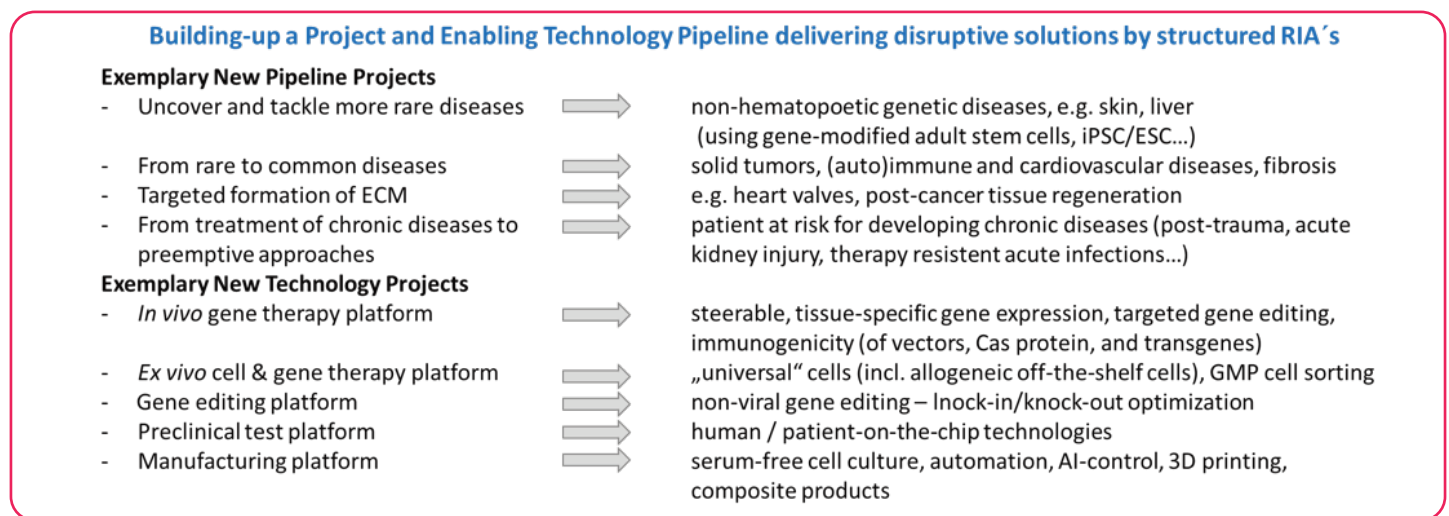 Building-up a Project and Enabling Technology Pipeline delivering disruptive solutions by structured RIA´s
Exemplary New Pipeline Projects
- Uncover and tackle more rare diseases non-hematopoetic genetic diseases, e.g. skin, liver
(using gene-modified adult stem cells, iPSC/ESC...)
- From rare to common diseases solid tumors, (auto)immune and cardiovascular diseases, fibrosis
- Targeted formation of ECM e.g. heart valves, post-cancer tissue regeneration
- From treatment of chronic diseases to patient at risk for developing chronic diseases (post-trauma, acute
preemptive approaches kidney injury, therapy resistent acute infections...)
Exemplary New Technology Projects
- In vivo gene therapy platform steerable, tissue-specific gene expression, targeted gene editing,
immunogenicity (of vectors, Cas protein, and transgenes)
- Ex vivo cell & gene therapy platform „universal“ cells (incl. allogeneic off-the-shelf cells), GMP cell sorting
- Gene editing platform non-viral gene editing – lnock-in/knock-out optimization
- Preclinical test platform human / patient-on-the-chip technologies
- Manufacturing platform serum-free cell culture, automation, AI-control, 3D printing,
composite products